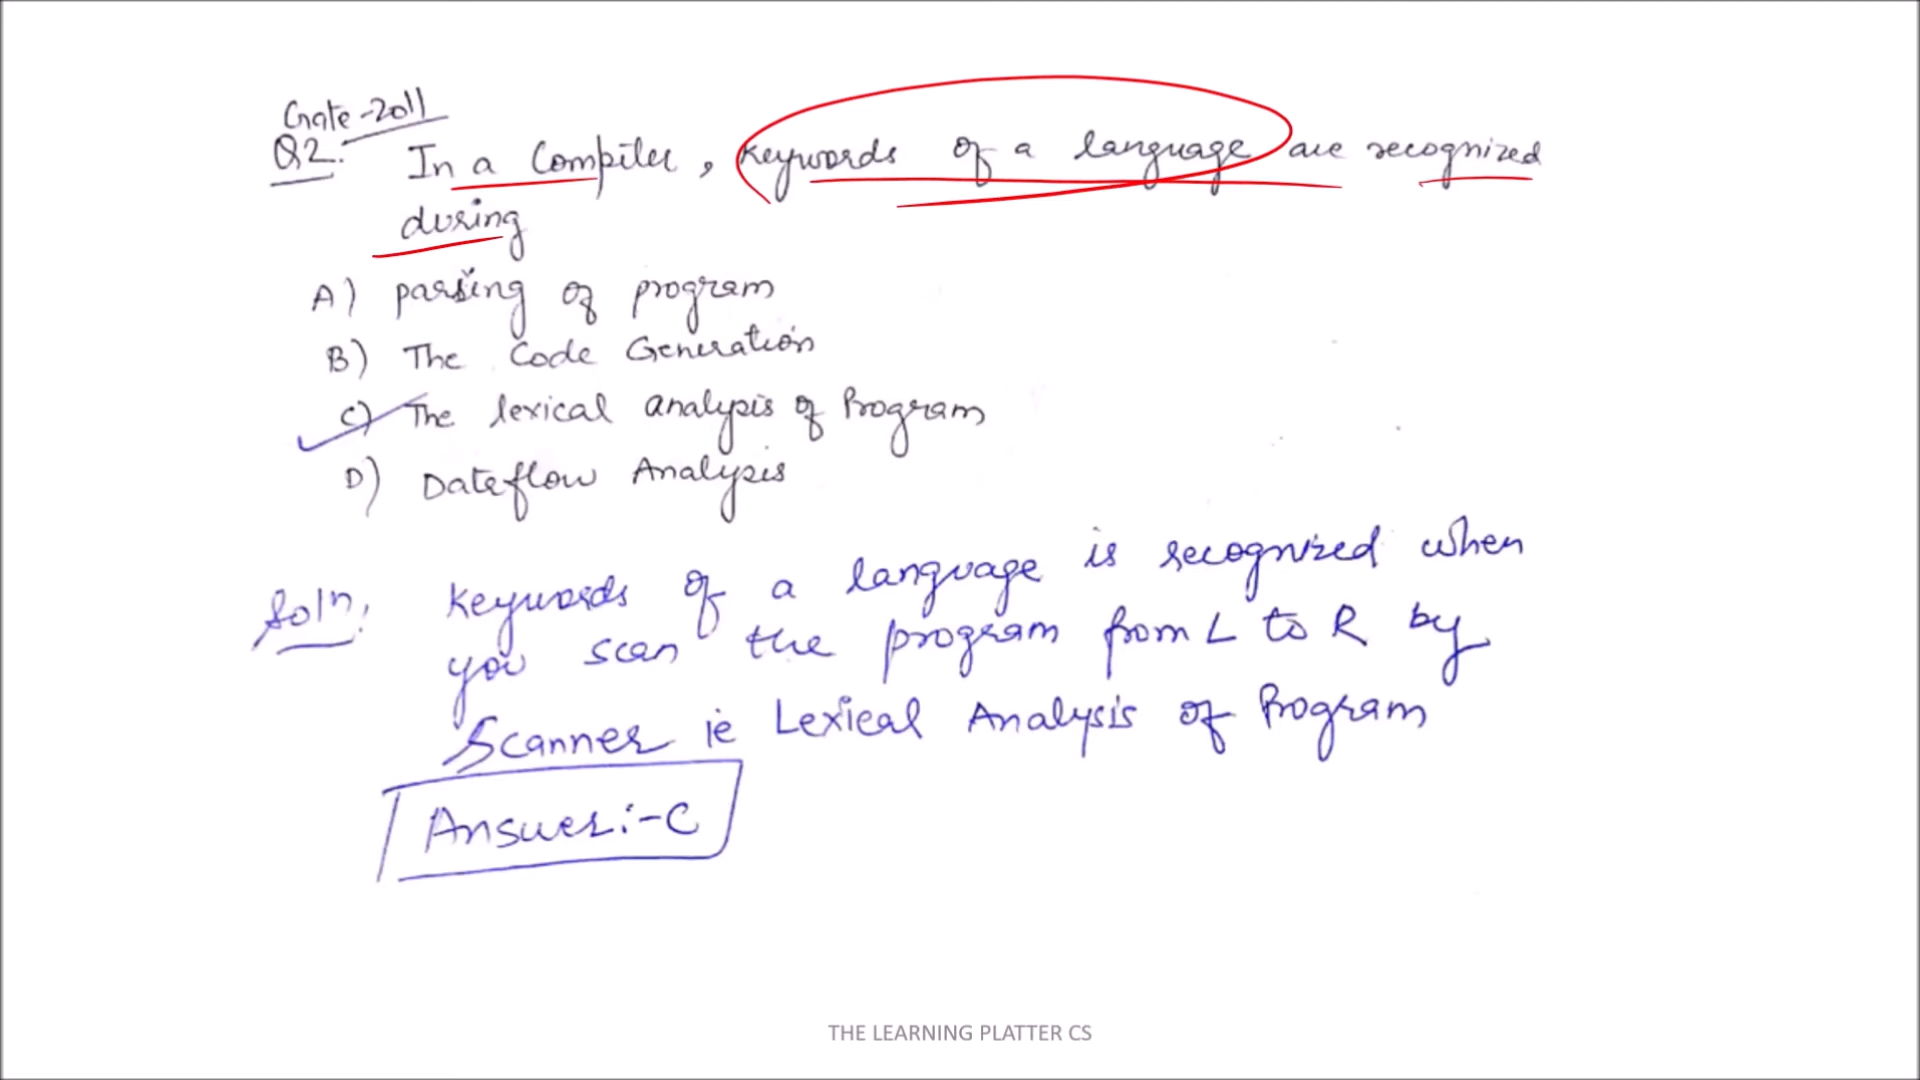 Gate-2011
Q2. In a Compiler, keywords of a language are recognized
during
A) parsing of program
B) The Code Generation
C) The lexical analysis of Program
D) Dateflow Analysis
Soln: Keywords of a language is recognized when
you scan the program from L to R by
Scanner ie Lexical Analysis of Program
Answer:-C
THE LEARNING PLATTER CS